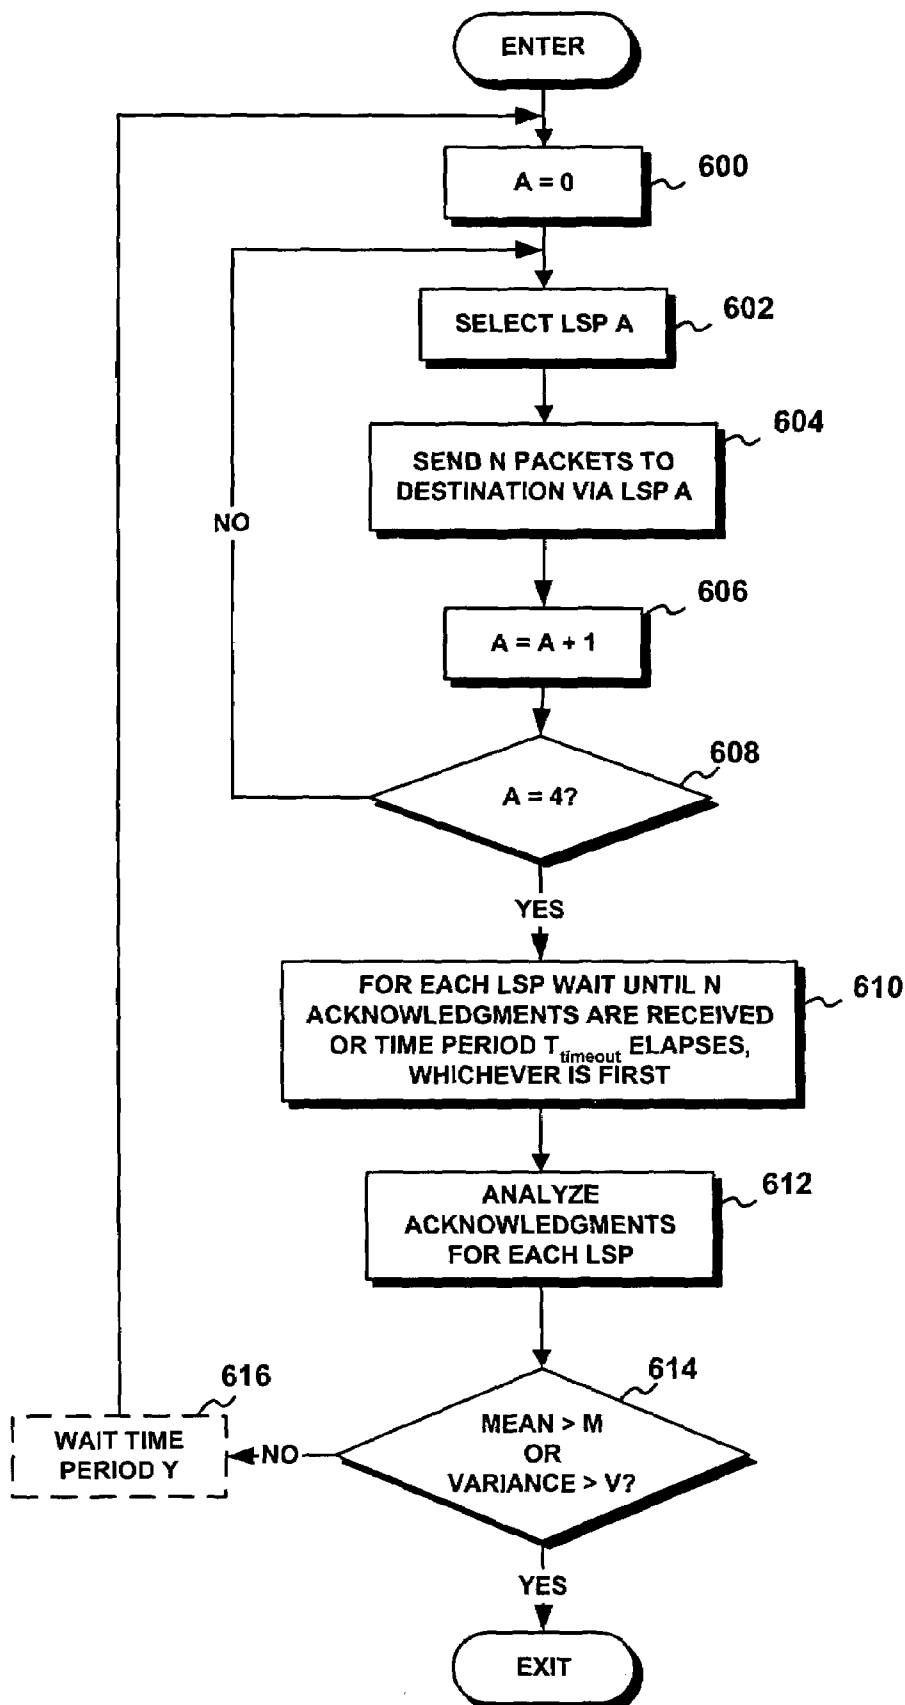 ENTER
A = 0
600
SELECT LSP A
602
SEND N PACKETS TO
DESTINATION VIA LSP A
604
NO
A = A + 1
606
A = 4?
608
YES
FOR EACH LSP WAIT UNTIL N
ACKNOWLEDGMENTS ARE RECEIVED
OR TIME PERIOD Ttimeout ELAPSES,
WHICHEVER IS FIRST
610
ANALYZE
ACKNOWLEDGMENTS
FOR EACH LSP
612
MEAN > M
OR
VARIANCE > V?
614
NO
WAIT TIME
PERIOD Y
616
YES
EXIT